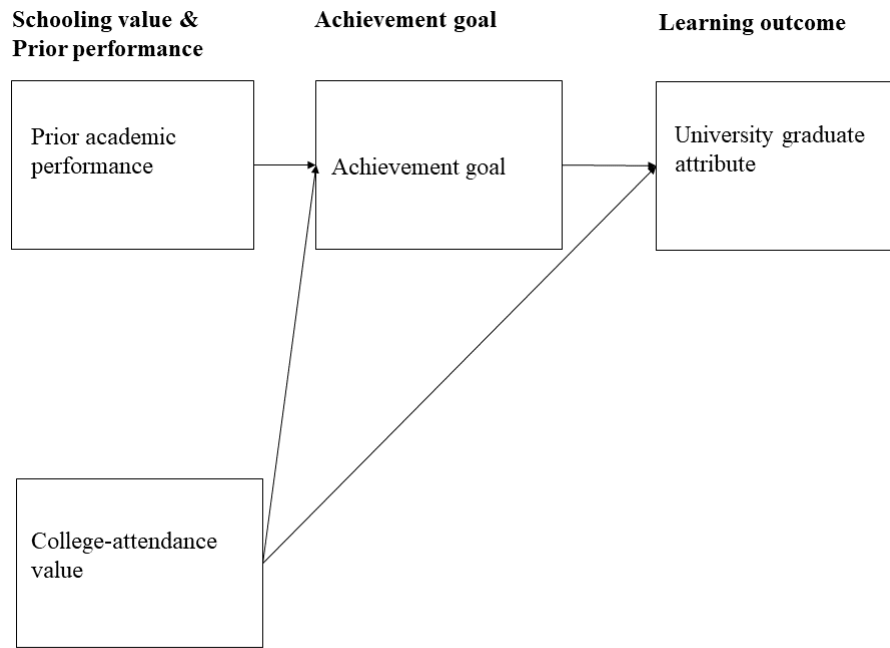 Schooling value &
Prior performance
Achievement goal
Learning outcome
Prior academic
performance
Achievement goal
University graduate
attribute
College-attendance
value